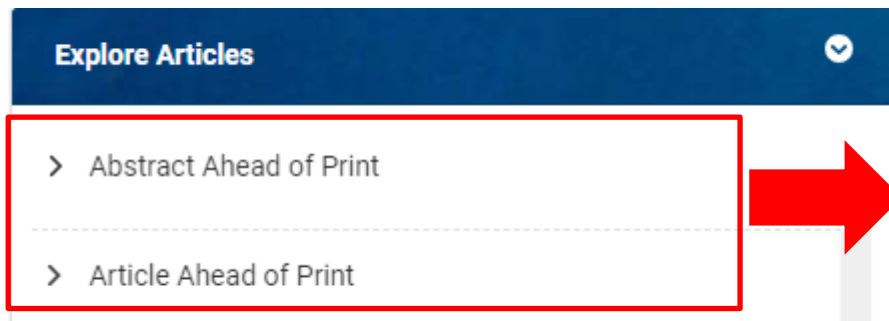 Explore Articles
Abstract Ahead of Print
Article Ahead of Print